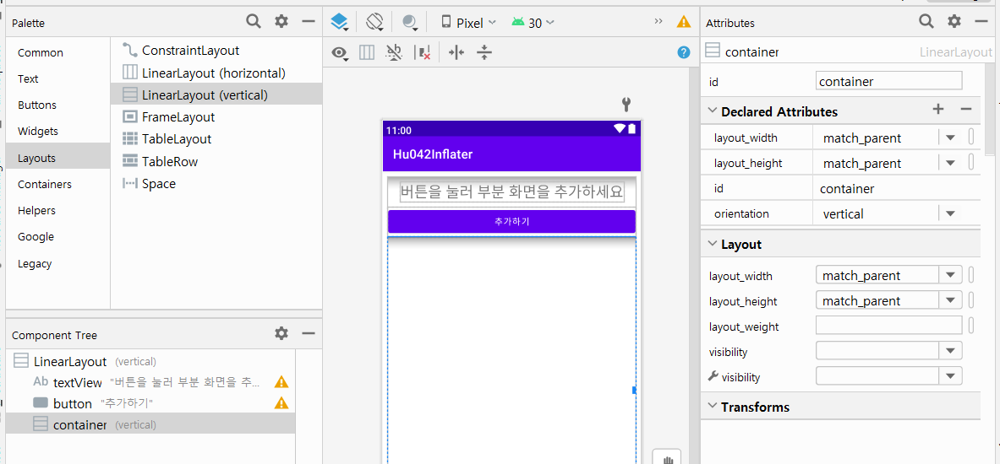 Palette
Common
Text
Buttons
Widgets
Layouts
Containers
Helpers
Google
Legacy
ConstraintLayout
LinearLayout (horizontal)
LinearLayout (vertical)
FrameLayout
TableLayout
TableRow
Space
Component Tree
LinearLayout (vertical)
Ab textView "버튼을 눌러 부분 화면을 추...
button "추가하기"
container (vertical)
Pixel 30
11:00
Hu042Inflater
버튼을 눌러 부분 화면을 추가하세요
추가하기
Attributes
container LinearLayout
id container
Declared Attributes
layout_width match_parent
layout_height match_parent
id container
orientation vertical
Layout
layout_width match_parent
layout_height match_parent
layout_weight
visibility
visibility
Transforms